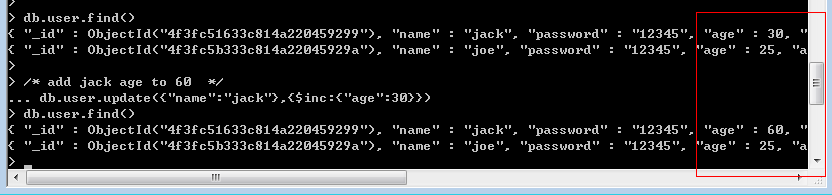 > db.user.find()
{ "_id" : ObjectId("4f3fc51633c814a220459299"), "name" : "jack", "password" : "12345", "age" : 30, "
{ "_id" : ObjectId("4f3fc5b333c814a22045929a"), "name" : "joe", "password" : "12345", "age" : 25, "a
>
> /* add jack age to 60  */
... db.user.update({"name":"jack"},{$inc:{"age":30}})
> db.user.find()
{ "_id" : ObjectId("4f3fc51633c814a220459299"), "name" : "jack", "password" : "12345", "age" : 60, "
{ "_id" : ObjectId("4f3fc5b333c814a22045929a"), "name" : "joe", "password" : "12345", "age" : 25, "a
>